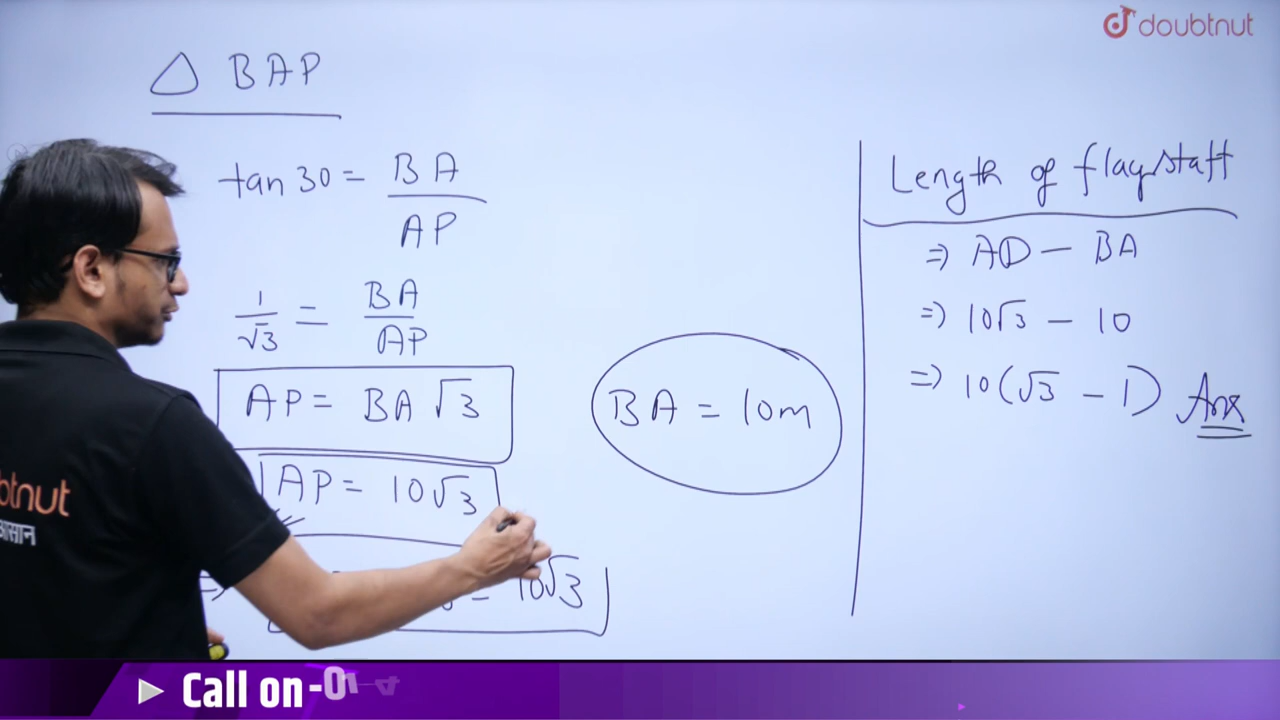 doubtnut
△ BAP
tan 30 = BA / AP
1/√3 = BA / AP
AP = BA √3
AP = 10√3
= 10√3
BA = 10m
Length of flagstaff
⇒ AD − BA
⇒ 10√3 − 10
⇒ 10(√3 − 1) Ans
btnut
आसान
Call on-